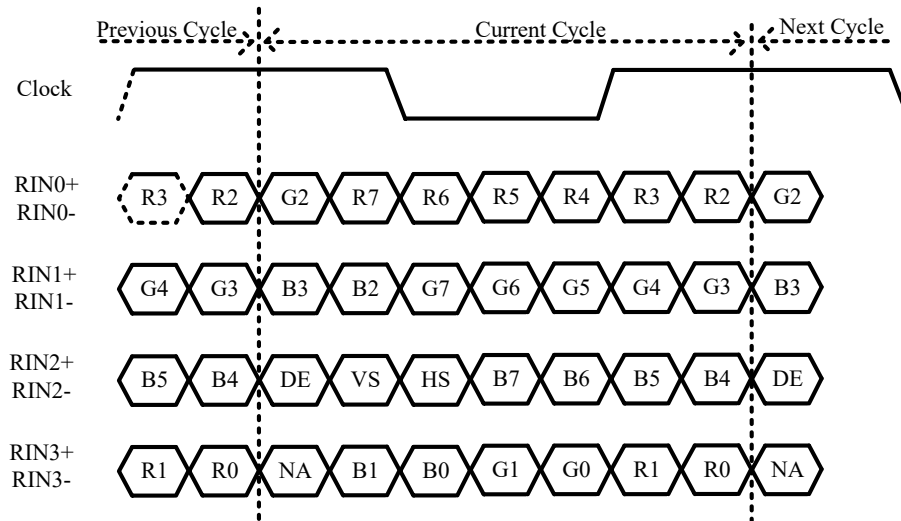 Previous Cycle Current Cycle Next Cycle
Clock
RIN0+
RIN0-
R3 R2 G2 R7 R6 R5 R4 R3 R2 G2
RIN1+
RIN1-
G4 G3 B3 B2 G7 G6 G5 G4 G3 B3
RIN2+
RIN2-
B5 B4 DE VS HS B7 B6 B5 B4 DE
RIN3+
RIN3-
R1 R0 NA B1 B0 G1 G0 R1 R0 NA